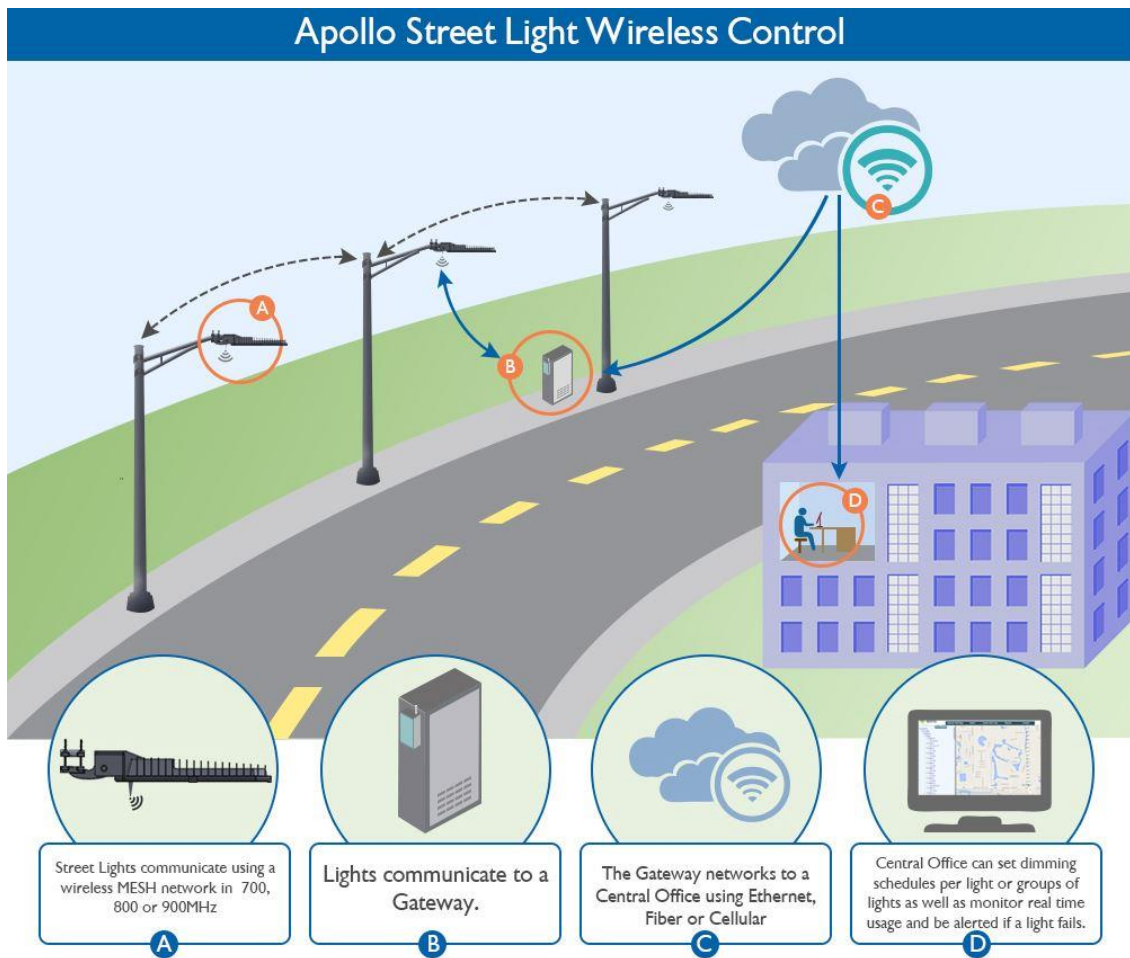 Apollo Street Light Wireless Control
C
A
B
D
Street Lights communicate using a
wireless MESH network in 700,
800 or 900MHz
A
Lights communicate to a
Gateway.
B
The Gateway networks to a
Central Office using Ethernet,
Fiber or Cellular
C
Central Office can set dimming
schedules per light or groups of
lights as well as monitor real time
usage and be alerted if a light fails.
D